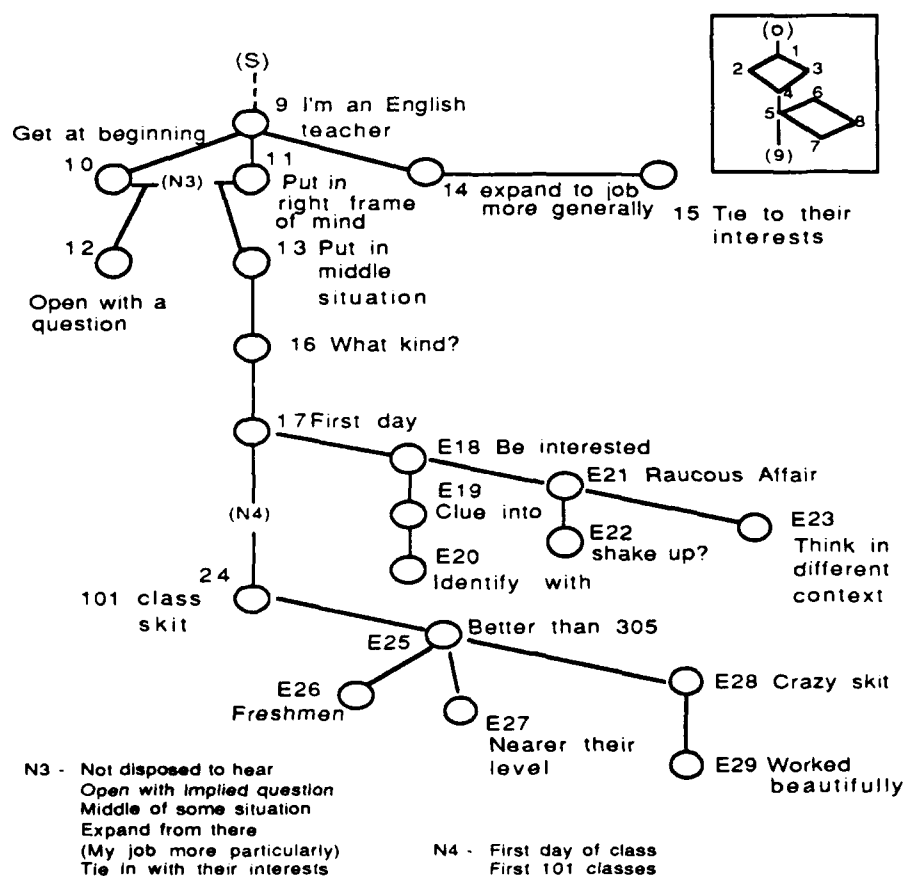 (S)
9 I'm an English
teacher
Get at beginning
10
(N3)
11
Put in
right frame
of mind
14 expand to job
more generally
15 Tie to their
interests
12
Open with a
question
13 Put in
middle
situation
16 What kind?
17 First day
E18 Be interested
E19
Clue into
E20
Identify with
E21 Raucous Affair
E22
shake up?
E23
Think in
different
context
(N4)
24
101 class
skit
E25
Better than 305
E26
Freshmen
E27
Nearer their
level
E28 Crazy skit
E29 Worked
beautifully
N3 - Not disposed to hear
Open with implied question
Middle of some situation
Expand from there
(My job more particularly)
Tie in with their interests
N4 - First day of class
First 101 classes
(o)
1
2
3
4
5
6
7
8
(9)